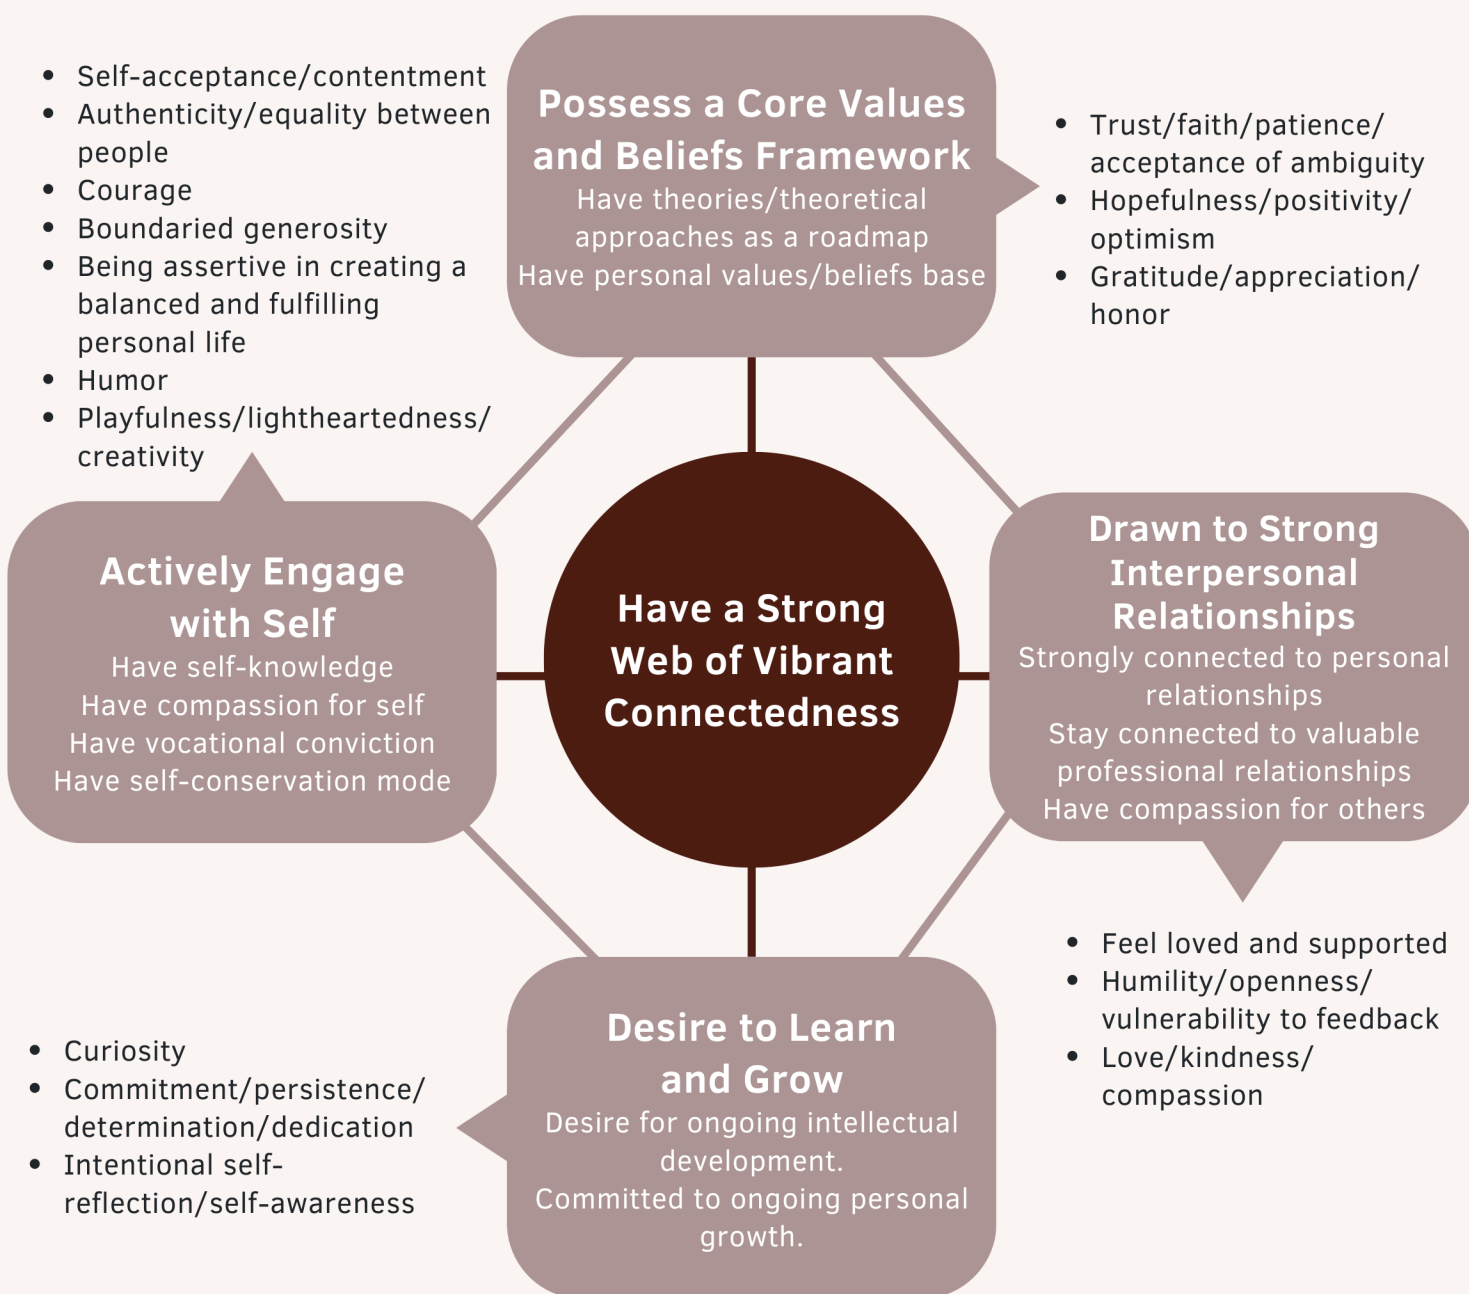 • Self-acceptance/contentment
• Authenticity/equality between
people
• Courage
• Boundaried generosity
• Being assertive in creating a
balanced and fulfilling
personal life
• Humor
• Playfulness/lightheartedness/
creativity
Possess a Core Values
and Beliefs Framework
Have theories/theoretical
approaches as a roadmap
Have personal values/beliefs base
• Trust/faith/patience/
acceptance of ambiguity
• Hopefulness/positivity/
optimism
• Gratitude/appreciation/
honor
Actively Engage
with Self
Have self-knowledge
Have compassion for self
Have vocational conviction
Have self-conservation mode
Have a Strong
Web of Vibrant
Connectedness
Drawn to Strong
Interpersonal
Relationships
Strongly connected to personal
relationships
Stay connected to valuable
professional relationships
Have compassion for others
• Feel loved and supported
• Humility/openness/
vulnerability to feedback
• Love/kindness/
compassion
• Curiosity
• Commitment/persistence/
determination/dedication
• Intentional self-
reflection/self-awareness
Desire to Learn
and Grow
Desire for ongoing intellectual
development.
Committed to ongoing personal
growth.